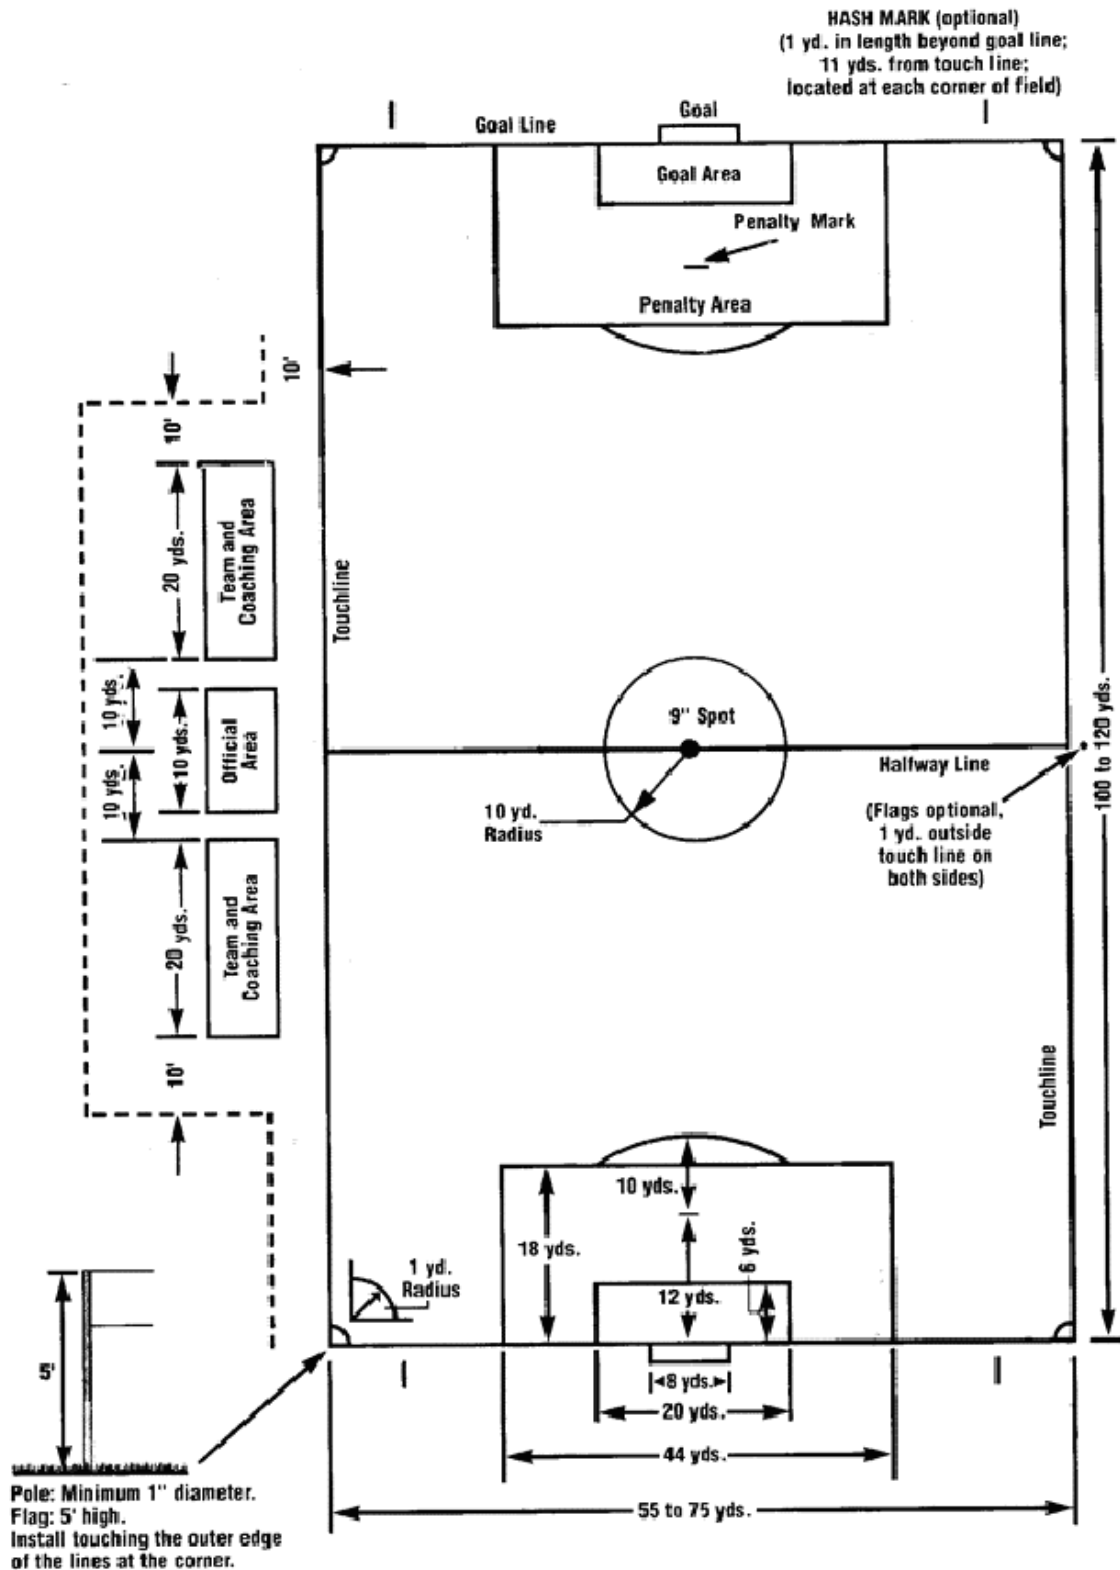 HASH MARK (optional)
(1 yd. in length beyond goal line;
11 yds. from touch line;
located at each corner of field)
Goal
Goal Line
Goal Area
Penalty Mark
Penalty Area
10'
10'
20 yds.
Team and
Coaching Area
Touchline
10 yds.
10 yds.
Official
Area
10 yds.
9" Spot
Halfway Line
10 yd.
Radius
(Flags optional,
1 yd. outside
touch line on
both sides)
100 to 120 yds.
20 yds.
Team and
Coaching Area
10'
Touchline
10 yds.
18 yds.
6 yds.
12 yds.
1 yd.
Radius
5'
8 yds.
20 yds.
44 yds.
55 to 75 yds.
Pole: Minimum 1" diameter.
Flag: 5' high.
Install touching the outer edge
of the lines at the corner.